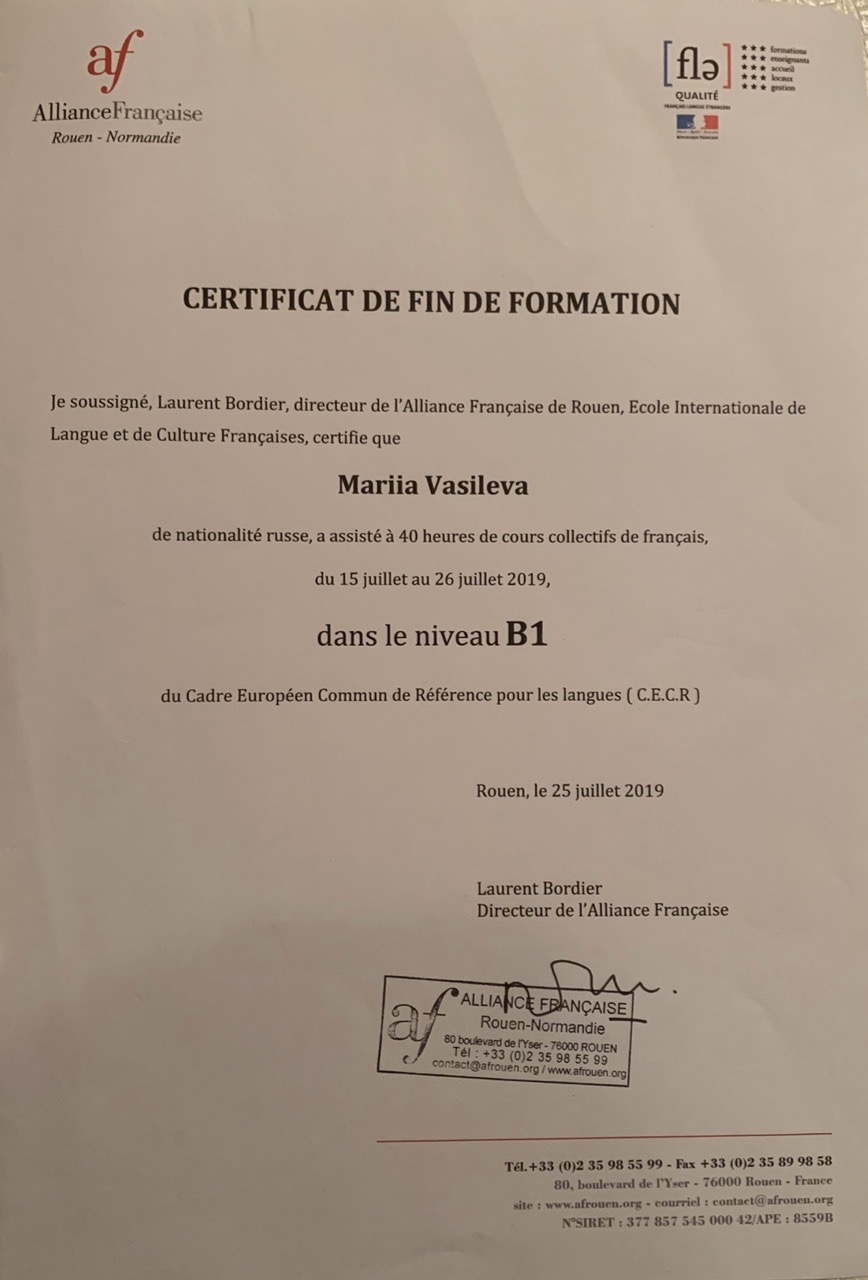 af
AllianceFrançaise
Rouen - Normandie
[flə]
QUALITÉ
FRANÇAIS LANGUE ÉTRANGÈRE
RÉPUBLIQUE FRANÇAISE
★★★ formations
★★★ enseignants
★★★ accueil
★★★ locaux
★★★ gestion
CERTIFICAT DE FIN DE FORMATION
Je soussigné, Laurent Bordier, directeur de l'Alliance Française de Rouen, Ecole Internationale de
Langue et de Culture Françaises, certifie que
Mariia Vasileva
de nationalité russe, a assisté à 40 heures de cours collectifs de français,
du 15 juillet au 26 juillet 2019,
dans le niveau B1
du Cadre Européen Commun de Référence pour les langues ( C.E.C.R )
Rouen, le 25 juillet 2019
Laurent Bordier
Directeur de l'Alliance Française
af
ALLIANCE FRANÇAISE
Rouen-Normandie
80 boulevard de l'Yser - 76000 ROUEN
Tél : +33 (0)2 35 98 55 99
contact@afrouen.org / www.afrouen.org
Tél.+33 (0)2 35 98 55 99 - Fax +33 (0)2 35 89 98 58
80, boulevard de l'Yser - 76000 Rouen - France
site : www.afrouen.org - courriel : contact@afrouen.org
N°SIRET : 377 857 545 000 42/APE : 8559B